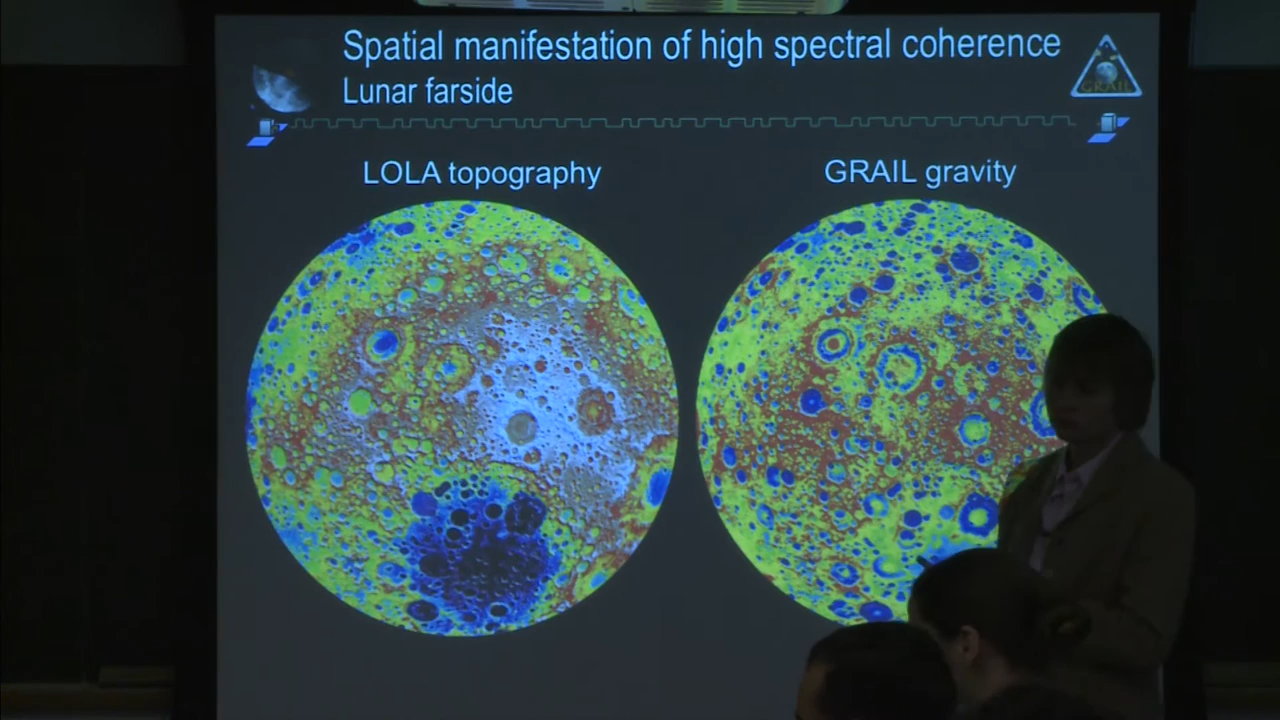 Spatial manifestation of high spectral coherence
Lunar farside
GRAIL
LOLA topography
GRAIL gravity